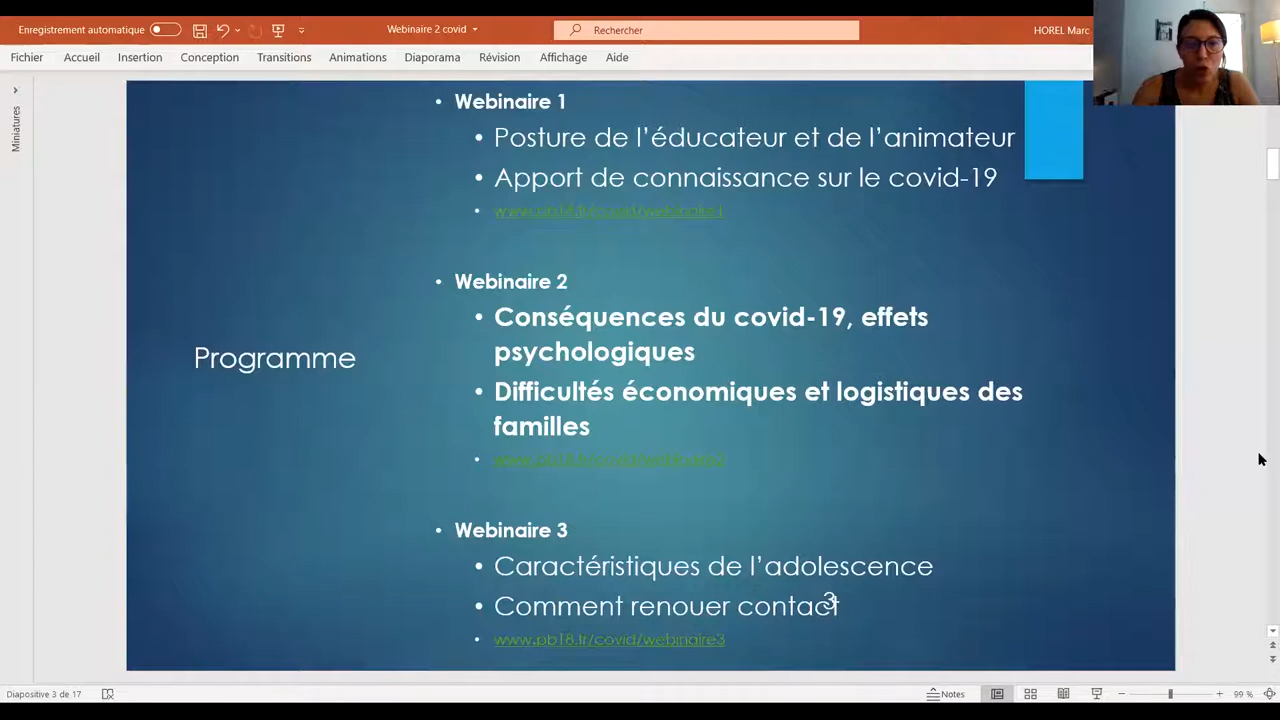 Enregistrement automatique
Webinaire 2 covid
Rechercher
HOREL Marc
Fichier
Accueil
Insertion
Conception
Transitions
Animations
Diaporama
Révision
Affichage
Aide
Miniatures
Programme
• Webinaire 1
• Posture de l’éducateur et de l’animateur
• Apport de connaissance sur le covid-19
• www.pb18.fr/covid/webinaire1
• Webinaire 2
• Conséquences du covid-19, effets
psychologiques
• Difficultés économiques et logistiques des
familles
• www.pb18.fr/covid/webinaire2
• Webinaire 3
• Caractéristiques de l’adolescence
• Comment renouer contact
3
• www.pb18.fr/covid/webinaire3
Diapositive 3 de 17
Notes
99 %